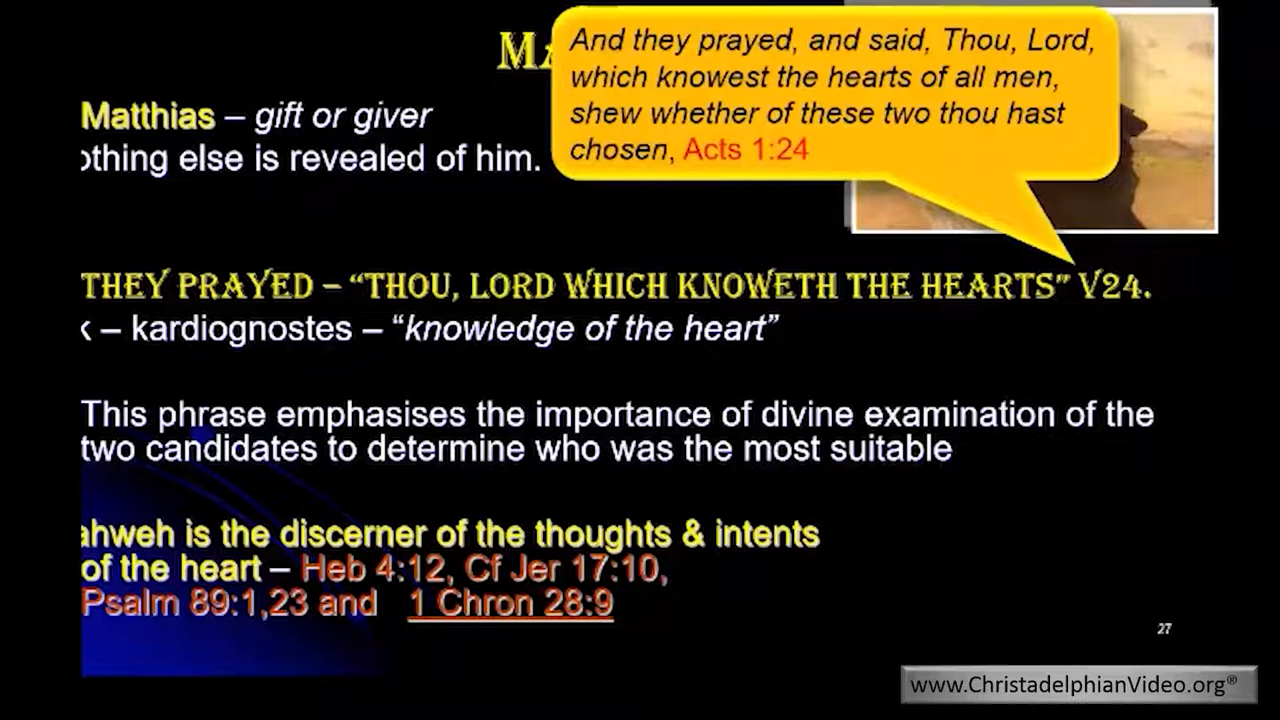 MA
And they prayed, and said, Thou, Lord,
which knowest the hearts of all men,
shew whether of these two thou hast
chosen, Acts 1:24
Matthias – gift or giver
othing else is revealed of him.
THEY PRAYED – “THOU, LORD WHICH KNOWETH THE HEARTS” V24.
k – kardiognostes – “knowledge of the heart”
This phrase emphasises the importance of divine examination of the
two candidates to determine who was the most suitable
ahweh is the discerner of the thoughts & intents
of the heart – Heb 4:12, Cf Jer 17:10,
Psalm 89:1,23 and 1 Chron 28:9
27
www.ChristadelphianVideo.org®